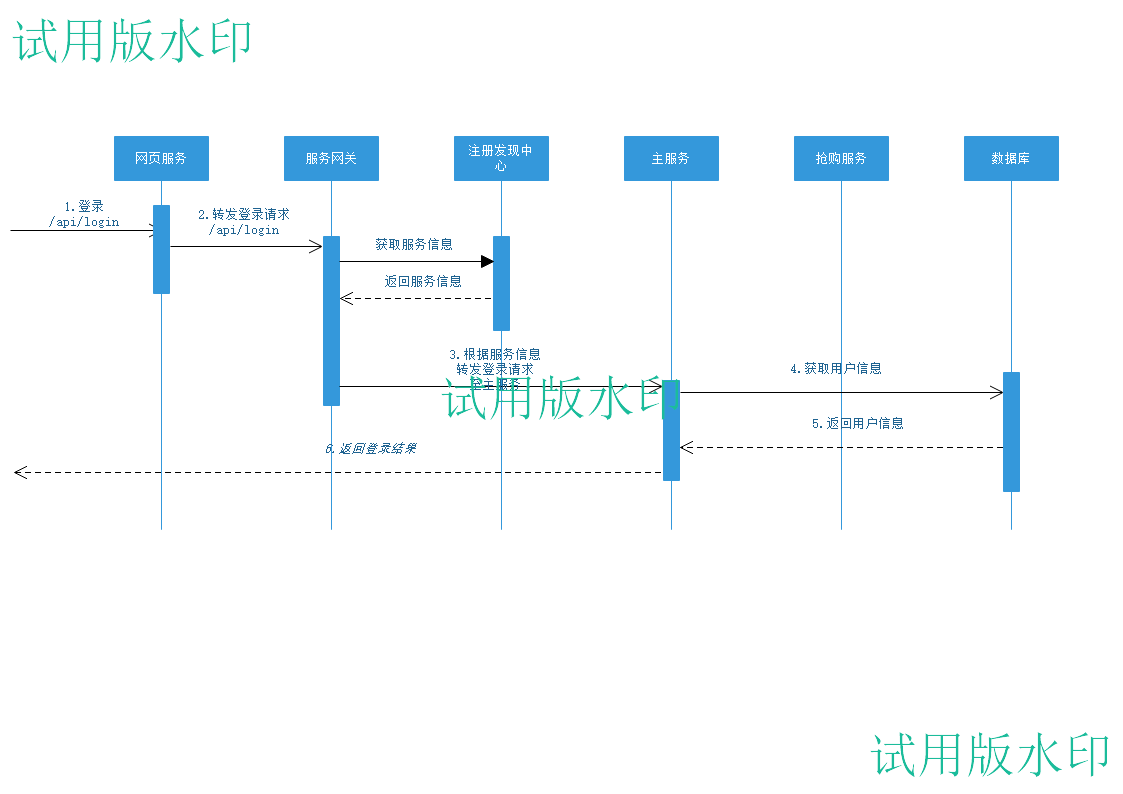 试用版水印
网页服务
服务网关
注册发现中
心
主服务
抢购服务
数据库
1.登录
/api/login
2.转发登录请求
/api/login
获取服务信息
返回服务信息
3.根据服务信息
转发登录请求
至主服务
4.获取用户信息
试用版水印
5.返回用户信息
6.返回登录结果
试用版水印